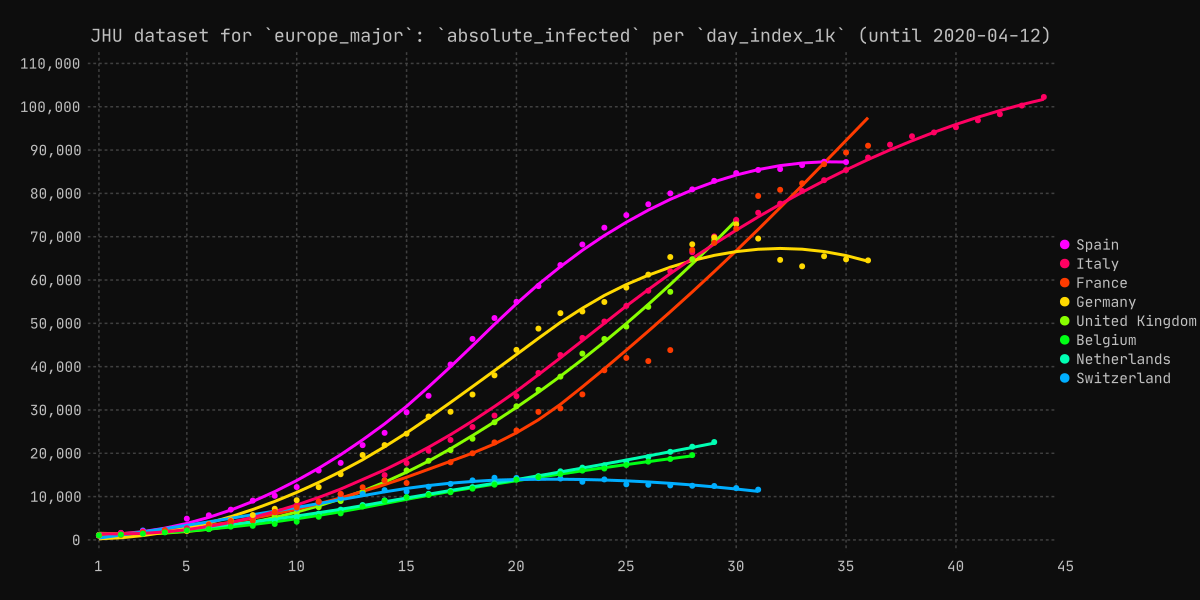 JHU dataset for `europe_major`: `absolute_infected` per `day_index_1k` (until 2020-04-12)
110,000
100,000
90,000
80,000
70,000
60,000
50,000
40,000
30,000
20,000
10,000
0
1 5 10 15 20 25 30 35 40 45
Spain
Italy
France
Germany
United Kingdom
Belgium
Netherlands
Switzerland